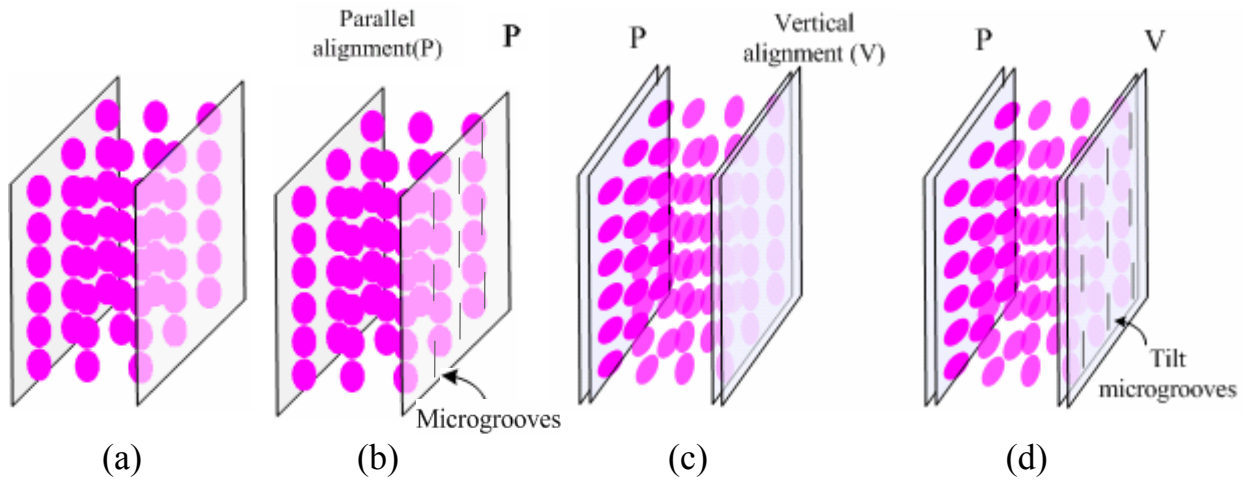 Parallel
alignment(P)
P
P
Vertical
alignment (V)
P
V
Microgrooves
Tilt
microgrooves
(a)
(b)
(c)
(d)